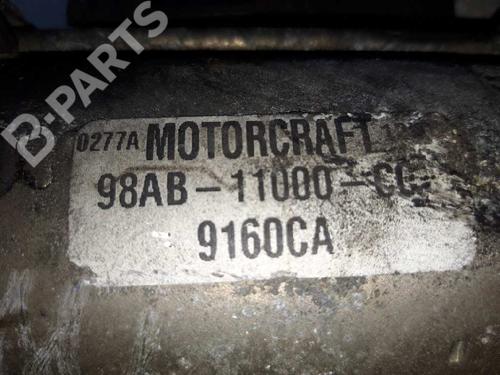 B-PARTS
0277A MOTORCRAFT
98AB-11000-CC
9160CA